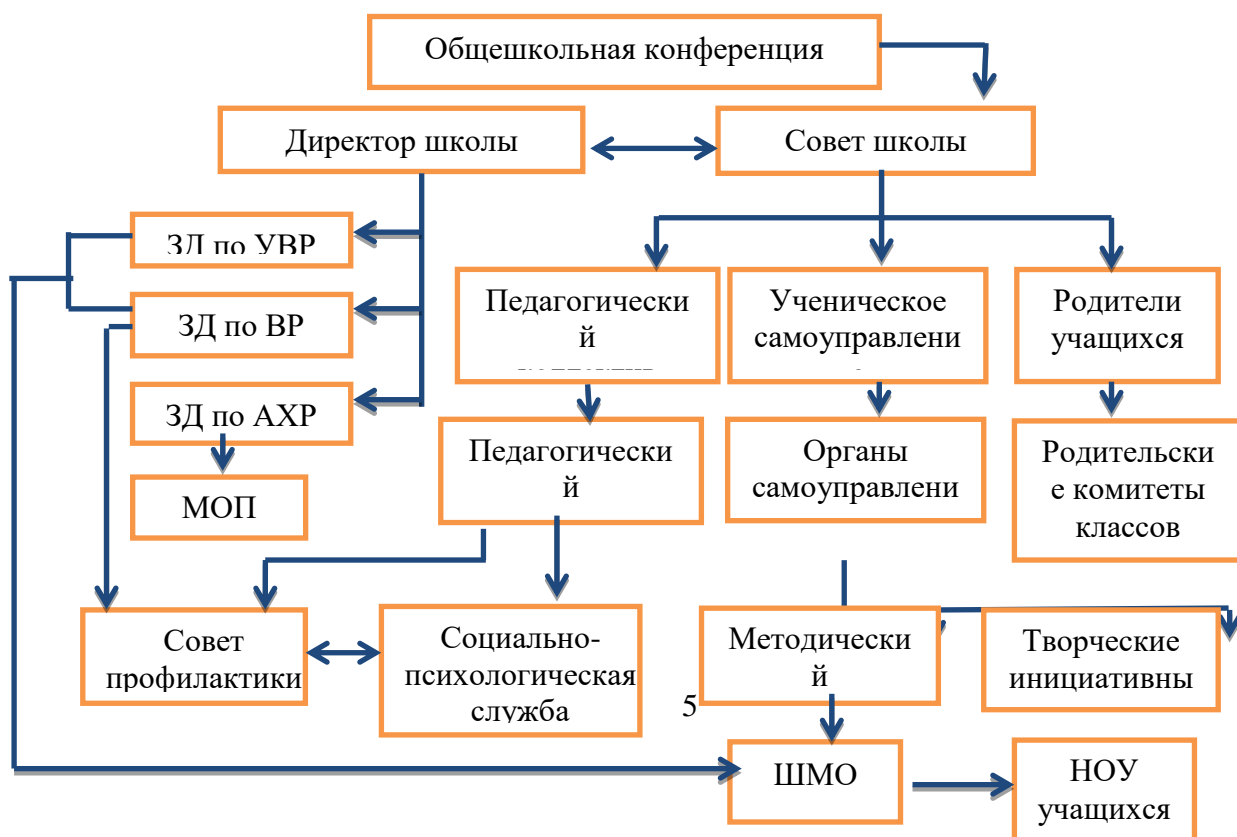 Общешкольная конференция
Директор школы
Совет школы
ЗД по УВР
ЗД по ВР
ЗД по АХР
МОП
Педагогически
й
коллектив
Ученическое
самоуправлени
Родители
учащихся
Педагогически
й
Органы
самоуправлени
Родительски
е комитеты
классов
Совет
профилактики
Социально-
психологическая
служба
Методически
й
Творческие
инициативны
5
ШМО
НОУ
учащихся